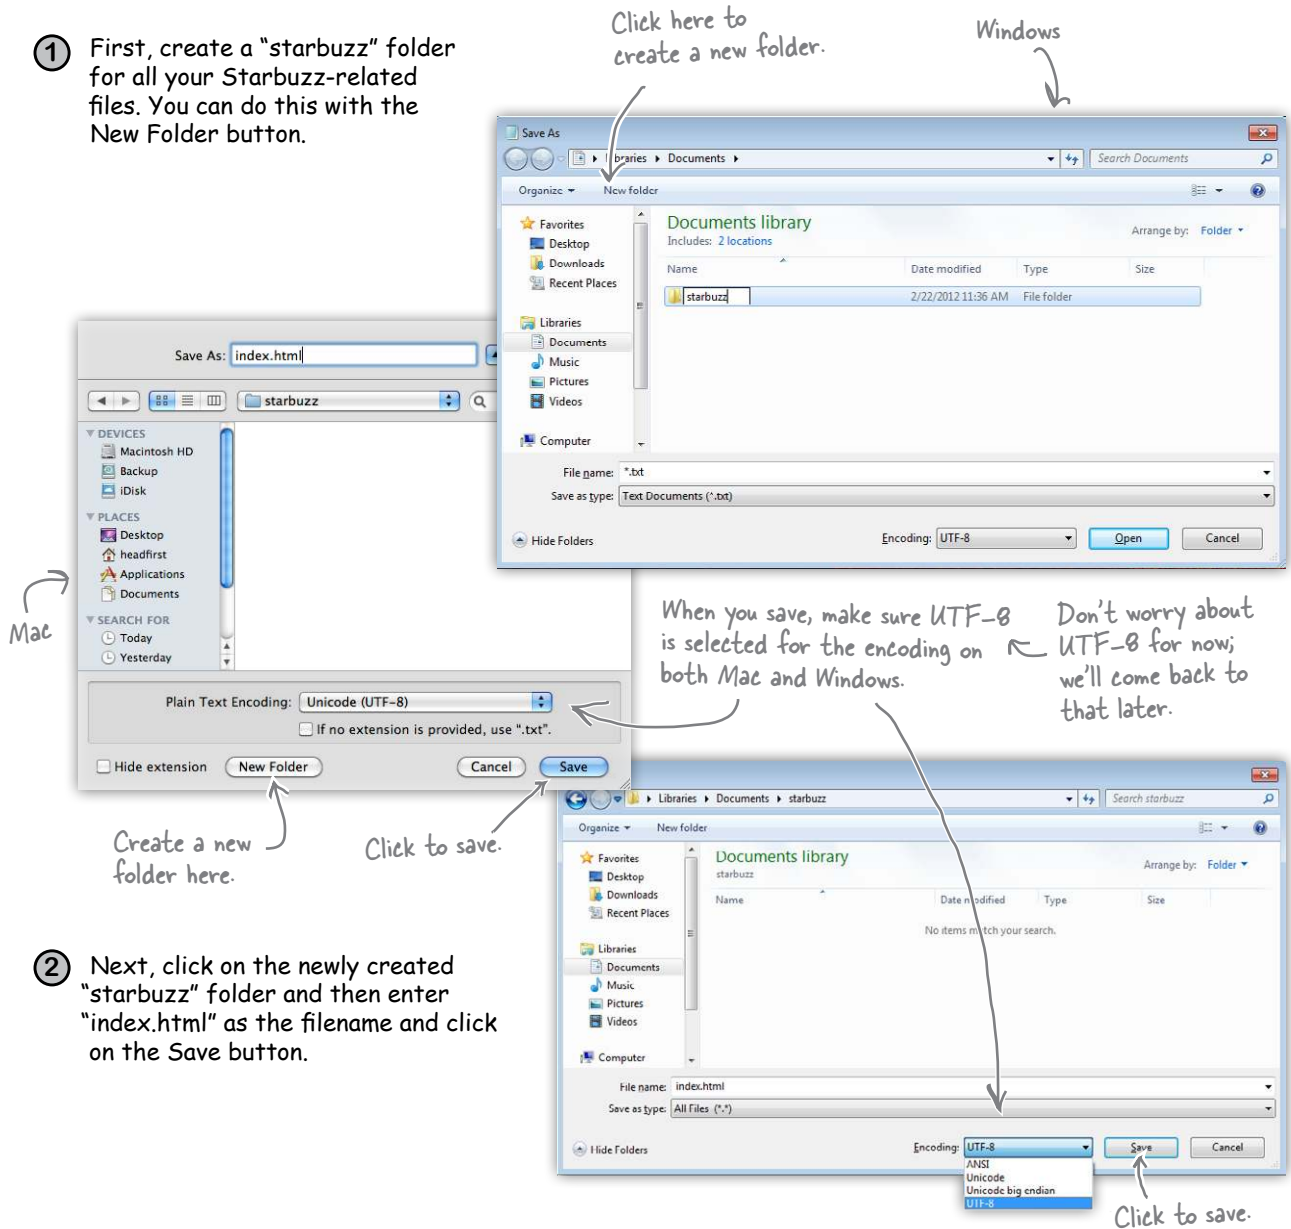 Click here to
create a new folder.
Windows
1 First, create a “starbuzz” folder
for all your Starbuzz-related
files. You can do this with the
New Folder button.
Save As
Libraries Documents
Search Documents
Organize New folder
Favorites
Desktop
Downloads
Recent Places
Libraries
Documents
Music
Pictures
Videos
Computer
Documents library
Includes: 2 locations
Arrange by: Folder
Name Date modified Type Size
starbuzz 2/22/2012 11:36 AM File folder
File name: *.txt
Save as type: Text Documents (*.txt)
Hide Folders
Encoding: UTF-8 Open Cancel
Save As: index.html
starbuzz
DEVICES
Macintosh HD
Backup
iDisk
PLACES
Desktop
headfirst
Applications
Documents
SEARCH FOR
Today
Yesterday
Plain Text Encoding: Unicode (UTF-8)
If no extension is provided, use “.txt”.
Hide extension New Folder Cancel Save
Mac
When you save, make sure UTF-8
is selected for the encoding on
both Mac and Windows.
Don't worry about
UTF-8 for now;
we'll come back to
that later.
Create a new
folder here.
Click to save.
Libraries Documents starbuzz
Search starbuzz
Organize New folder
Favorites
Desktop
Downloads
Recent Places
Libraries
Documents
Music
Pictures
Videos
Computer
Documents library
starbuzz
Arrange by: Folder
Name Date modified Type Size
No items match your search.
File name: index.html
Save as type: All Files (*.*)
Hide Folders
Encoding: UTF-8 Save Cancel
ANSI
Unicode
Unicode big endian
UTF-8
Click to save.
2 Next, click on the newly created
“starbuzz” folder and then enter
“index.html” as the filename and click
on the Save button.